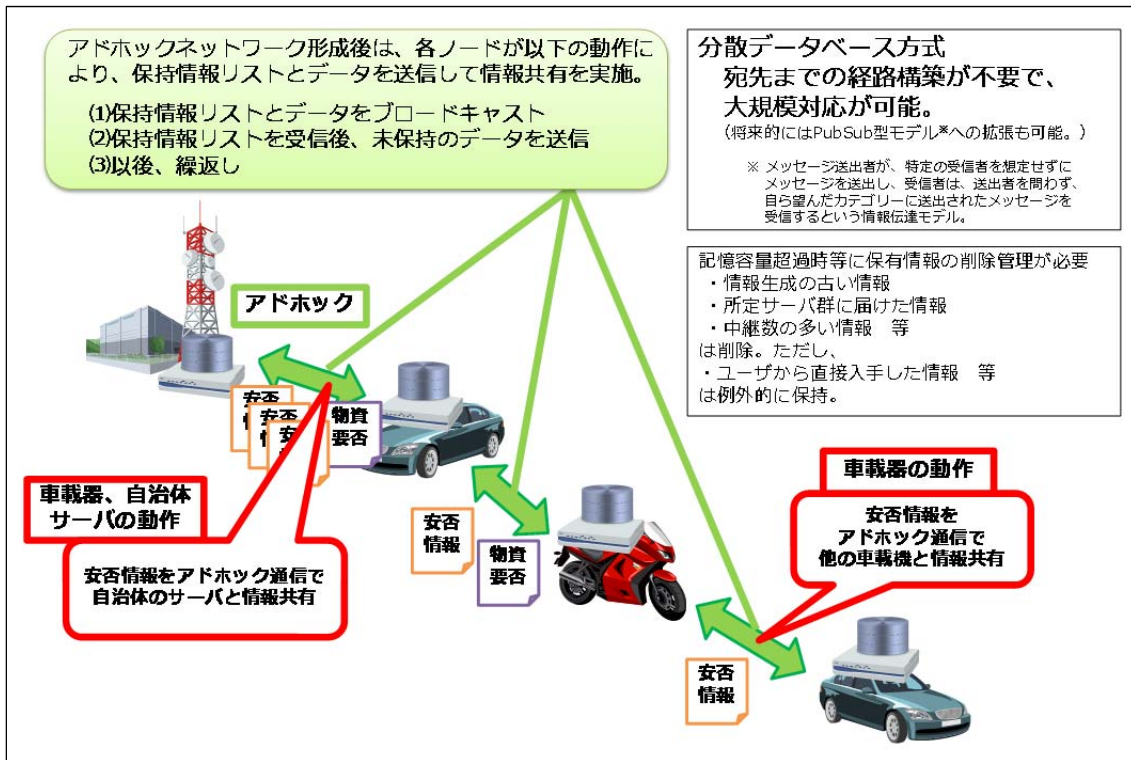 アドホックネットワーク形成後は、各ノードが以下の動作に
より、保持情報リストとデータを送信して情報共有を実施。
(1)保持情報リストとデータをブロードキャスト
(2)保持情報リストを受信後、未保持のデータを送信
(3)以後、繰返し
分散データベース方式
宛先までの経路構築が不要で、
大規模対応が可能。
(将来的にはPubSub型モデル※への拡張も可能。)
※ メッセージ送出者が、特定の受信者を想定せずに
メッセージを送出し、受信者は、送出者を問わず、
自ら望んだカテゴリーに送出されたメッセージを
受信するという情報伝達モデル。
記憶容量超過時等に保有情報の削除管理が必要
・情報生成の古い情報
・所定サーバ群に届けた情報
・中継数の多い情報 等
は削除。ただし、
・ユーザから直接入手した情報 等
は例外的に保持。
アドホック
安否
情
安否
情
安
物資
要否
車載器、自治体
サーバの動作
安否情報をアドホック通信で
自治体のサーバと情報共有
安否
情報
物資
要否
車載器の動作
安否情報を
アドホック通信で
他の車載機と情報共有
安否
情報